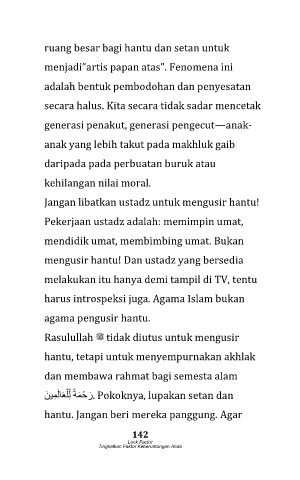 ruang besar bagi hantu dan setan untuk
menjadi"artis papan atas". Fenomena ini
adalah bentuk pembodohan dan penyesatan
secara halus. Kita secara tidak sadar mencetak
generasi penakut, generasi pengecut—anak-
anak yang lebih takut pada makhluk gaib
daripada pada perbuatan buruk atau
kehilangan nilai moral.
Jangan libatkan ustadz untuk mengusir hantu!
Pekerjaan ustadz adalah: memimpin umat,
mendidik umat, membimbing umat. Bukan
mengusir hantu! Dan ustadz yang bersedia
melakukan itu hanya demi tampil di TV, tentu
harus introspeksi juga. Agama Islam bukan
agama pengusir hantu.
Rasulullah ﷺ tidak diutus untuk mengusir
hantu, tetapi untuk menyempurnakan akhlak
dan membawa rahmat bagi semesta alam
رَحْمَةً لِّلْعَالَمِينَ. Pokoknya, lupakan setan dan
hantu. Jangan beri mereka panggung. Agar
142
Luck Factor
Tingkatkan Faktor Keberuntungan Anda